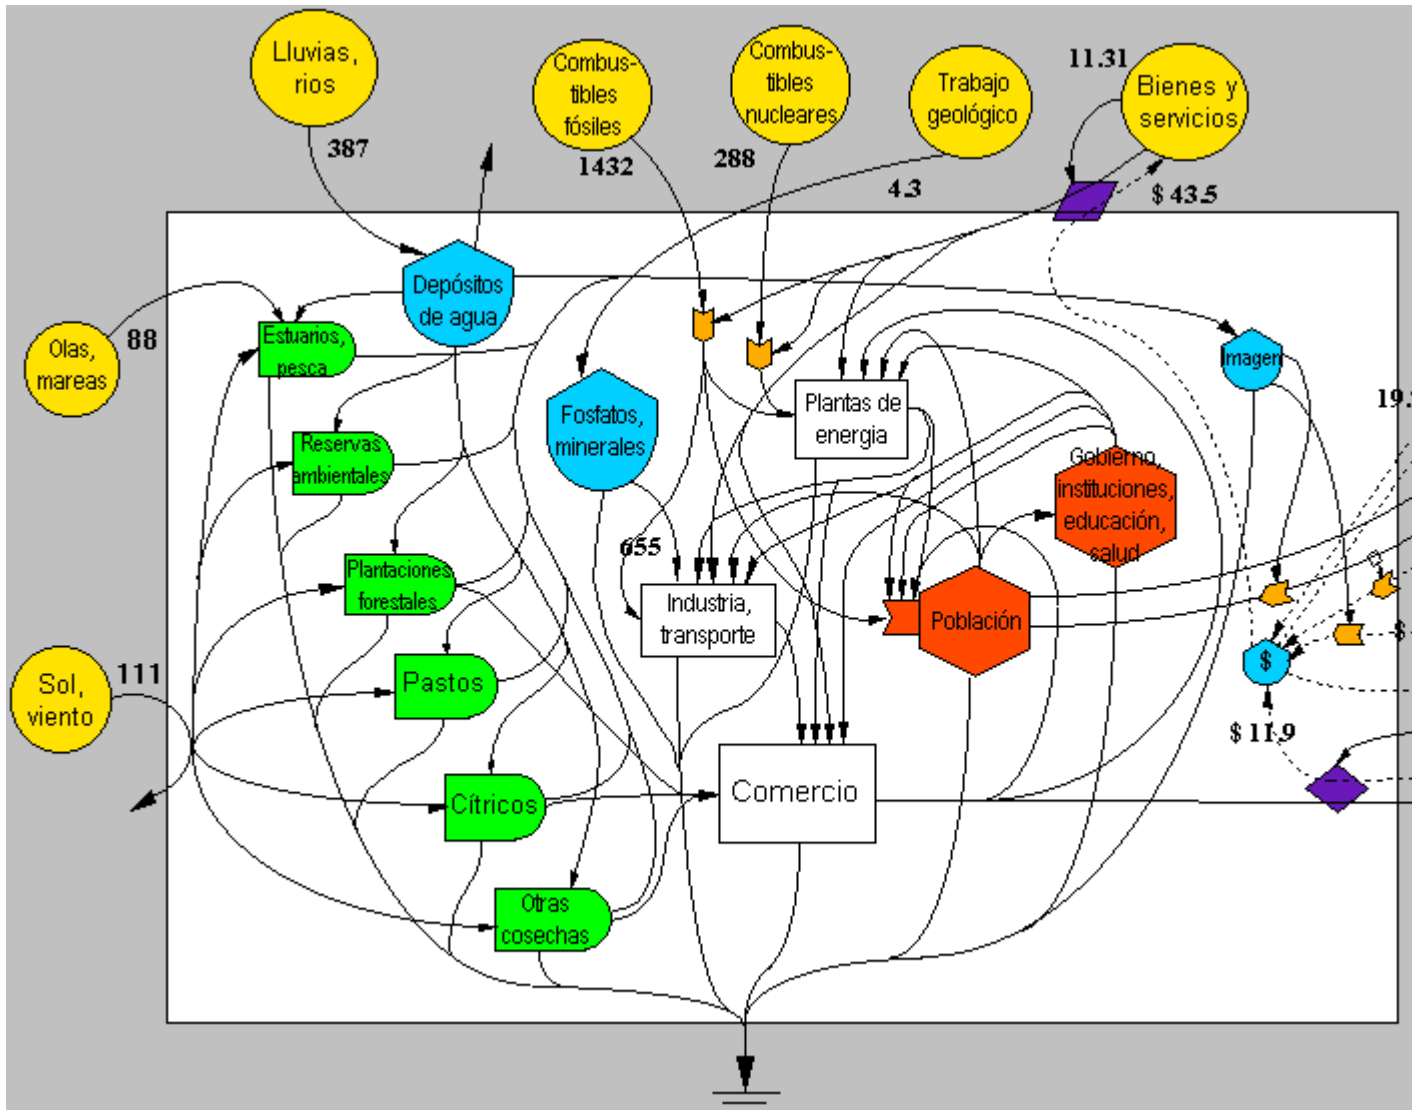 Lluvias,
rios
387
Combus-
tibles
fósiles
1432
Combus-
tibles
nucleares
288
Trabajo
geológico
4.3
11.31
Bienes y
servicios
$ 43.5
Olas,
mareas
88
Depósitos
de agua
Estuarios,
pesca
Reservas
ambientales
Fosfatos,
minerales
Plantas de
energia
Imagen
Gobierno,
instituciones,
educación,
salud
655
Plantaciones
forestales
Industria,
transporte
Población
Sol,
viento
111
Pastos
$
$ 11.9
Cítricos
Comercio
Otras
cosechas